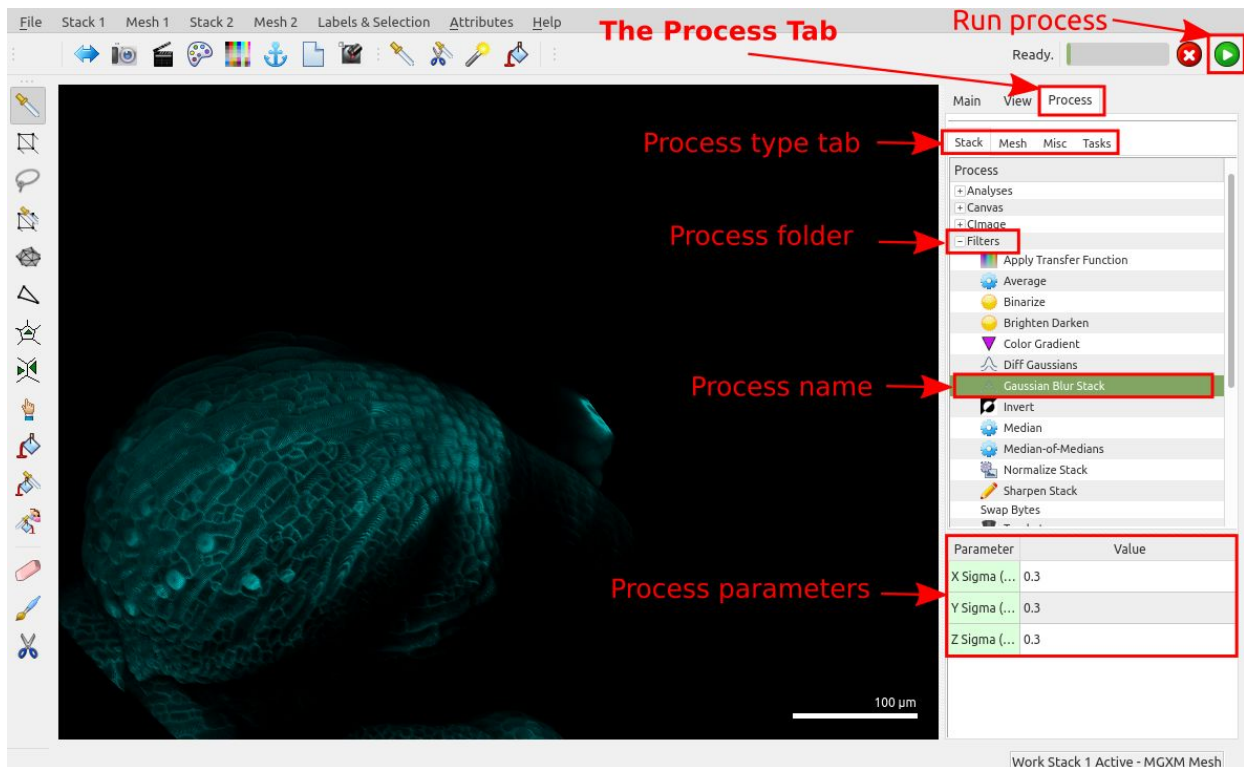 File Stack 1 Mesh 1 Stack 2 Mesh 2 Labels & Selection Attributes Help
Run process
The Process Tab
Ready.
Main View Process
Process type tab
Stack Mesh Misc Tasks
Process
Analyses
Canvas
CImage
Process folder
Filters
Apply Transfer Function
Average
Binarize
Brighten Darken
Color Gradient
Diff Gaussians
Process name
Gaussian Blur Stack
Invert
Median
Median-of-Medians
Normalize Stack
Sharpen Stack
Swap Bytes
Parameter Value
X Sigma (... 0.3
Process parameters
Y Sigma (... 0.3
Z Sigma (... 0.3
100 µm
Work Stack 1 Active - MGXM Mesh